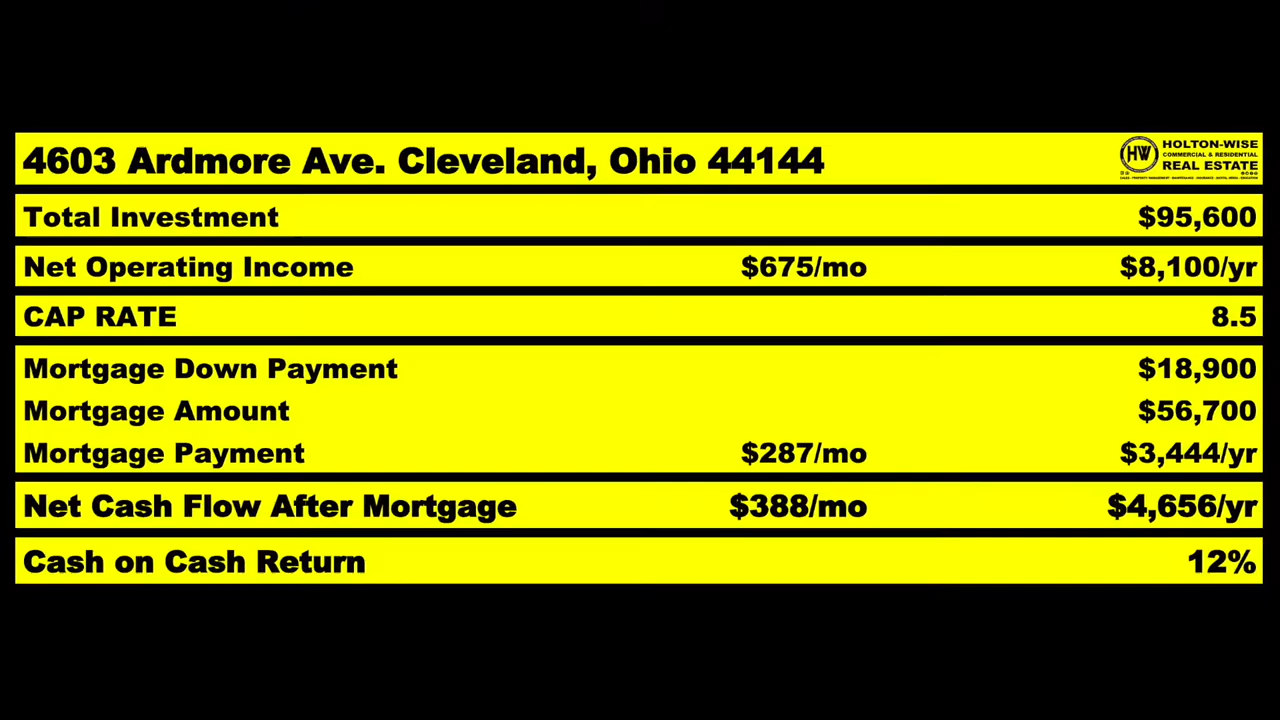 4603 Ardmore Ave. Cleveland, Ohio 44144
HW
HOLTON-WISE
COMMERCIAL & RESIDENTIAL
REAL ESTATE
Total Investment $95,600
Net Operating Income $675/mo $8,100/yr
CAP RATE 8.5
Mortgage Down Payment $18,900
Mortgage Amount $56,700
Mortgage Payment $287/mo $3,444/yr
Net Cash Flow After Mortgage $388/mo $4,656/yr
Cash on Cash Return 12%